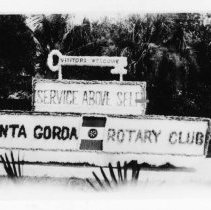 VISITORS WELCOME
SERVICE ABOVE SELF
NTA GORDA ROTARY CLUB